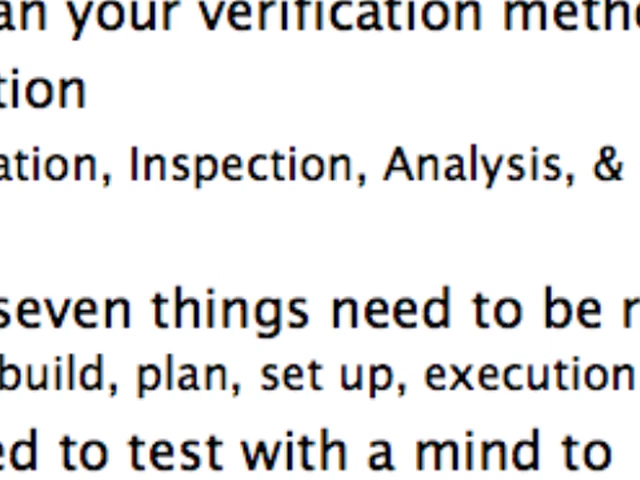 an your verification meth
tion
ation, Inspection, Analysis, &
seven things need to be r
build, plan, set up, execution
ed to test with a mind to